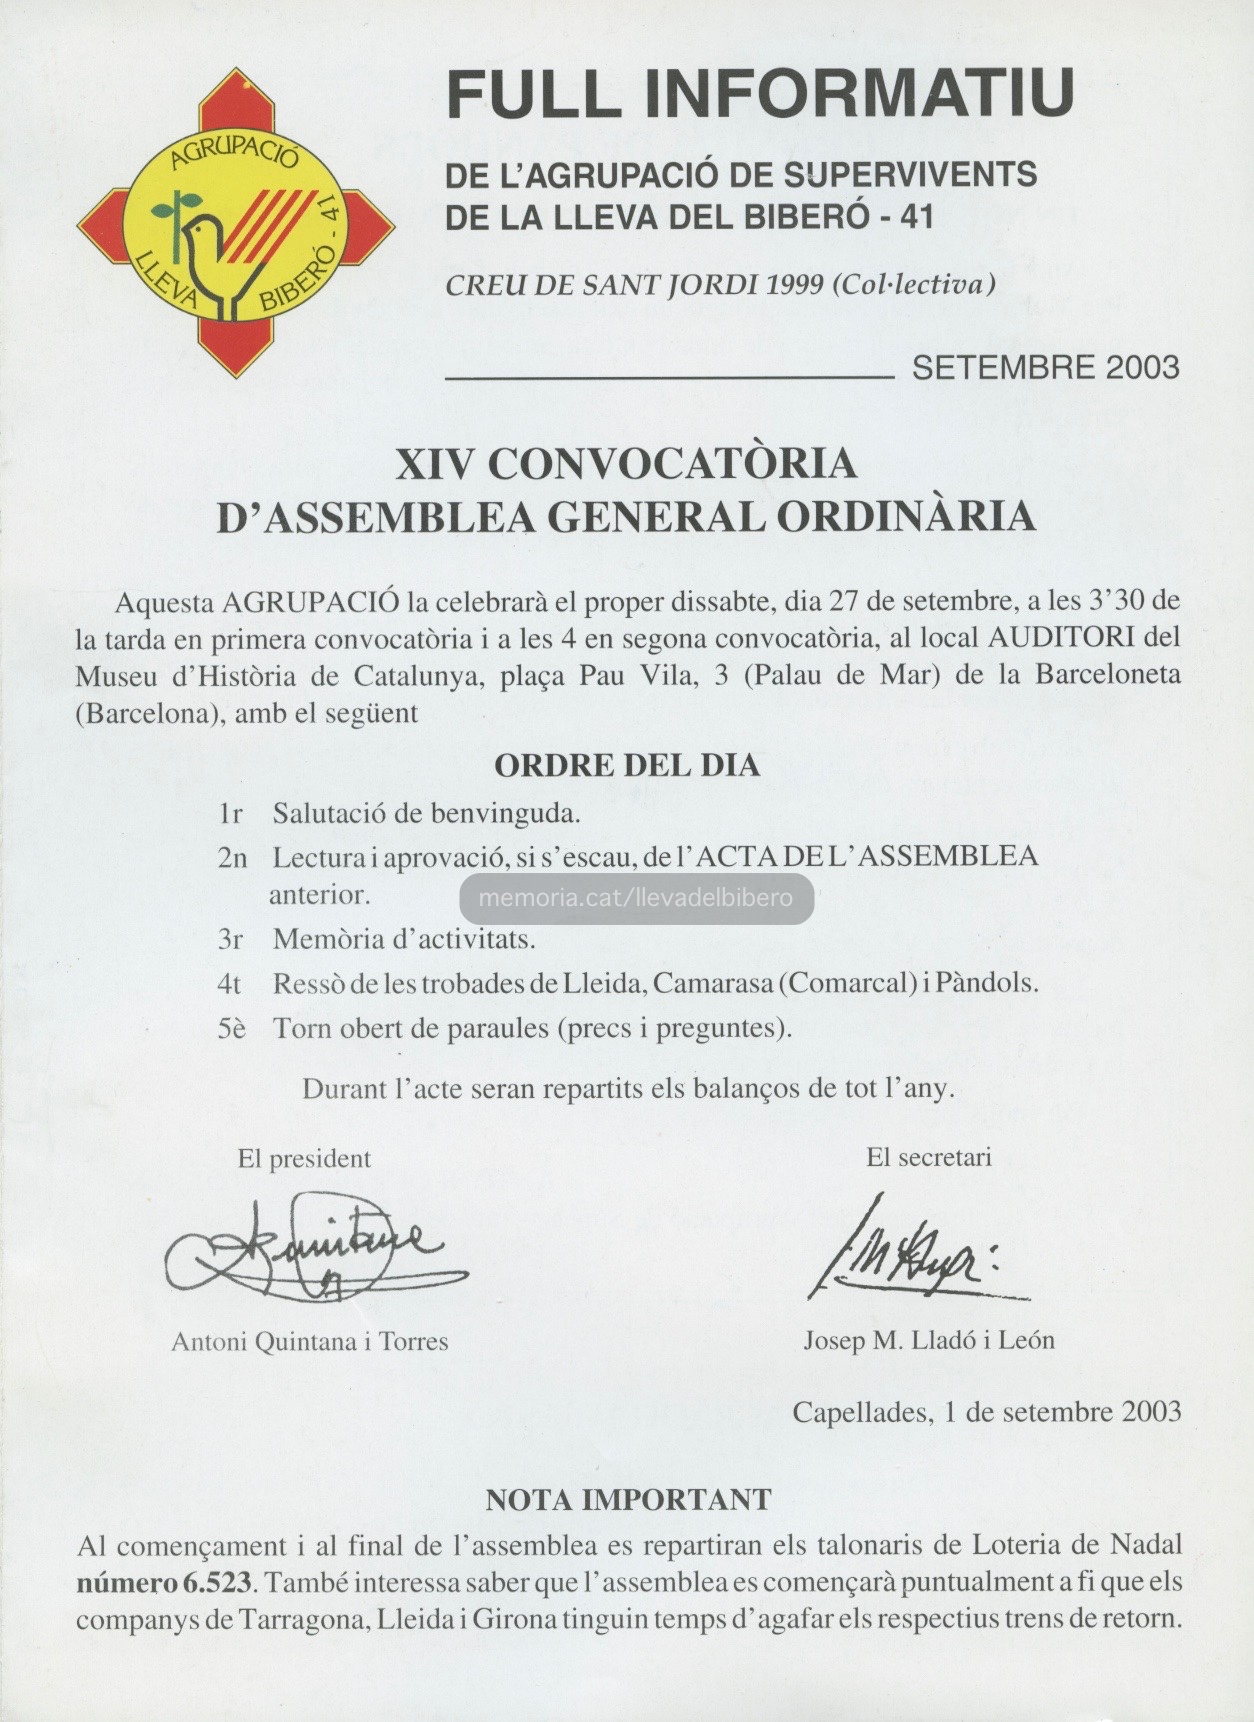 AGRUPACIÓ
LLEVA BIBERÓ - 41
FULL INFORMATIU
DE L'AGRUPACIÓ DE SUPERVIVENTS
DE LA LLEVA DEL BIBERÓ - 41
CREU DE SANT JORDI 1999 (Col·lectiva)
SETEMBRE 2003
XIV CONVOCATÒRIA
D'ASSEMBLEA GENERAL ORDINÀRIA
Aquesta AGRUPACIÓ la celebrarà el proper dissabte, dia 27 de setembre, a les 3'30 de
la tarda en primera convocatòria i a les 4 en segona convocatòria, al local AUDITORI del
Museu d'Història de Catalunya, plaça Pau Vila, 3 (Palau de Mar) de la Barceloneta
(Barcelona), amb el següent
ORDRE DEL DIA
1r Salutació de benvinguda.
2n Lectura i aprovació, si s'escau, de l'ACTA DE L'ASSEMBLEA
anterior.
memoria.cat/llevadelbibero
3r Memòria d'activitats.
4t Ressò de les trobades de Lleida, Camarasa (Comarcal) i Pàndols.
5è Torn obert de paraules (precs i preguntes).
Durant l'acte seran repartits els balanços de tot l'any.
El president
El secretari
Antoni Quintana i Torres
Josep M. Lladó i León
Capellades, 1 de setembre 2003
NOTA IMPORTANT
Al començament i al final de l'assemblea es repartiran els talonaris de Loteria de Nadal
número 6.523. També interessa saber que l'assemblea es començarà puntualment a fi que els
companys de Tarragona, Lleida i Girona tinguin temps d'agafar els respectius trens de retorn.